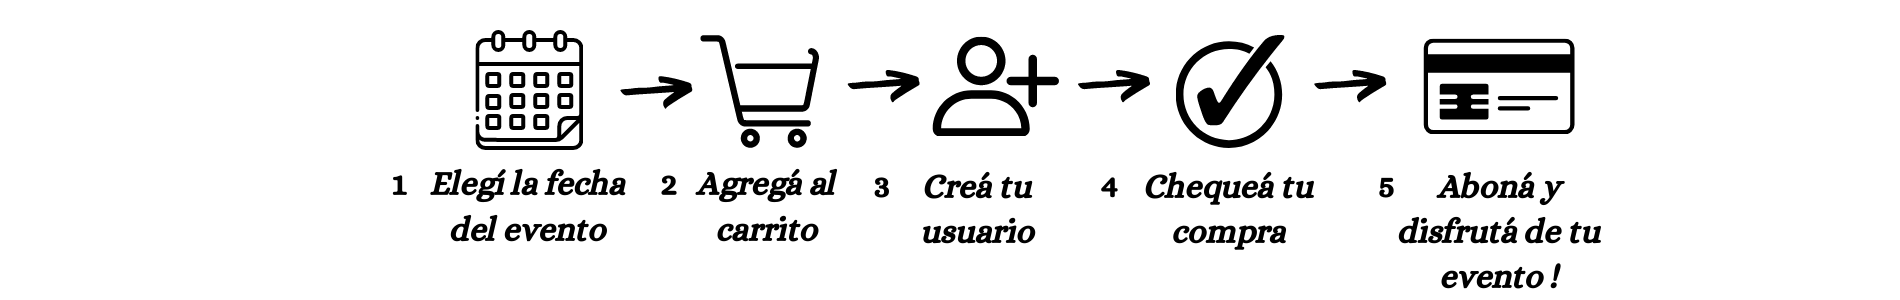 1 Elegí la fecha
del evento
2 Agregá al
carrito
3 Creá tu
usuario
4 Chequeá tu
compra
5 Aboná y
disfrutá de tu
evento !